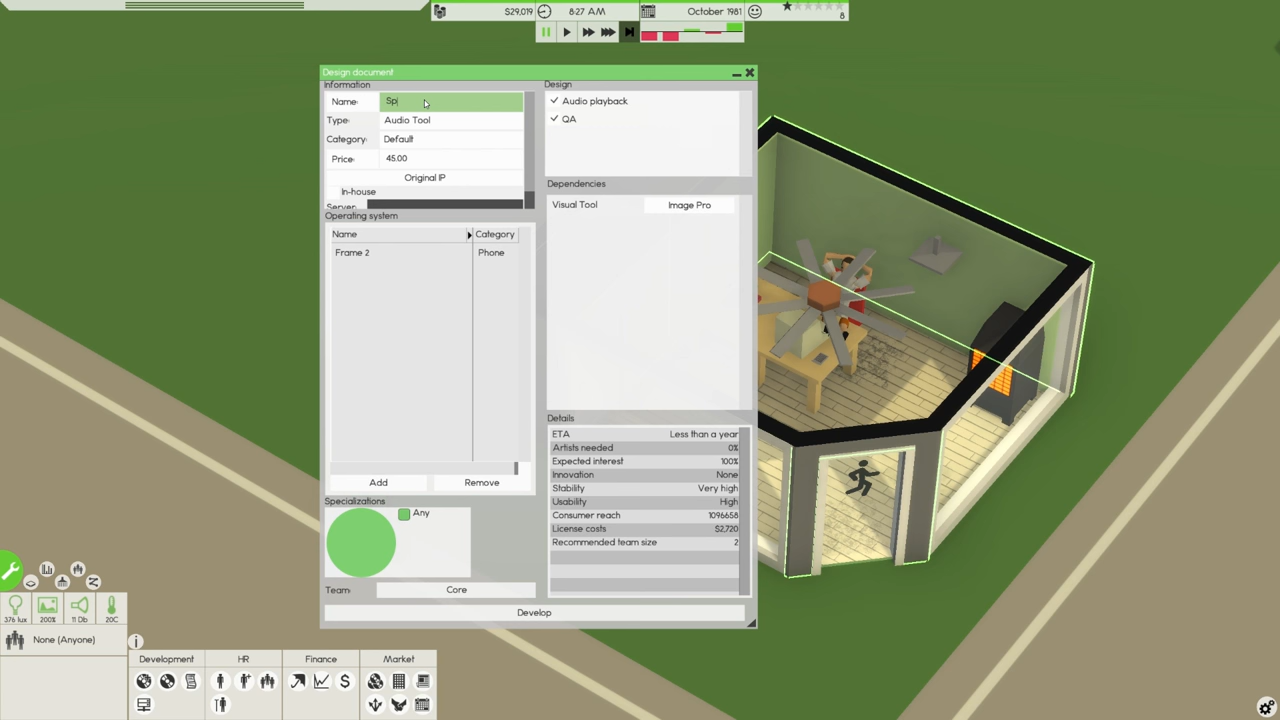 $29,019
8:27 AM
October 1981
8
Design document
Information
Name: Sp
Type: Audio Tool
Category: Default
Price: 45.00
Original IP
In-house
Server:
Operating system
Name Category
Frame 2 Phone
Add Remove
Specializations
Any
Team: Core
Develop
Design
Audio playback
QA
Dependencies
Visual Tool Image Pro
Details
ETA Less than a year
Artists needed 0%
Expected interest 100%
Innovation None
Stability Very high
Usability High
Consumer reach 1096658
License costs $2,720
Recommended team size 2
376 lux 200% 11 Db 20C
None (Anyone)
i
Development HR Finance Market